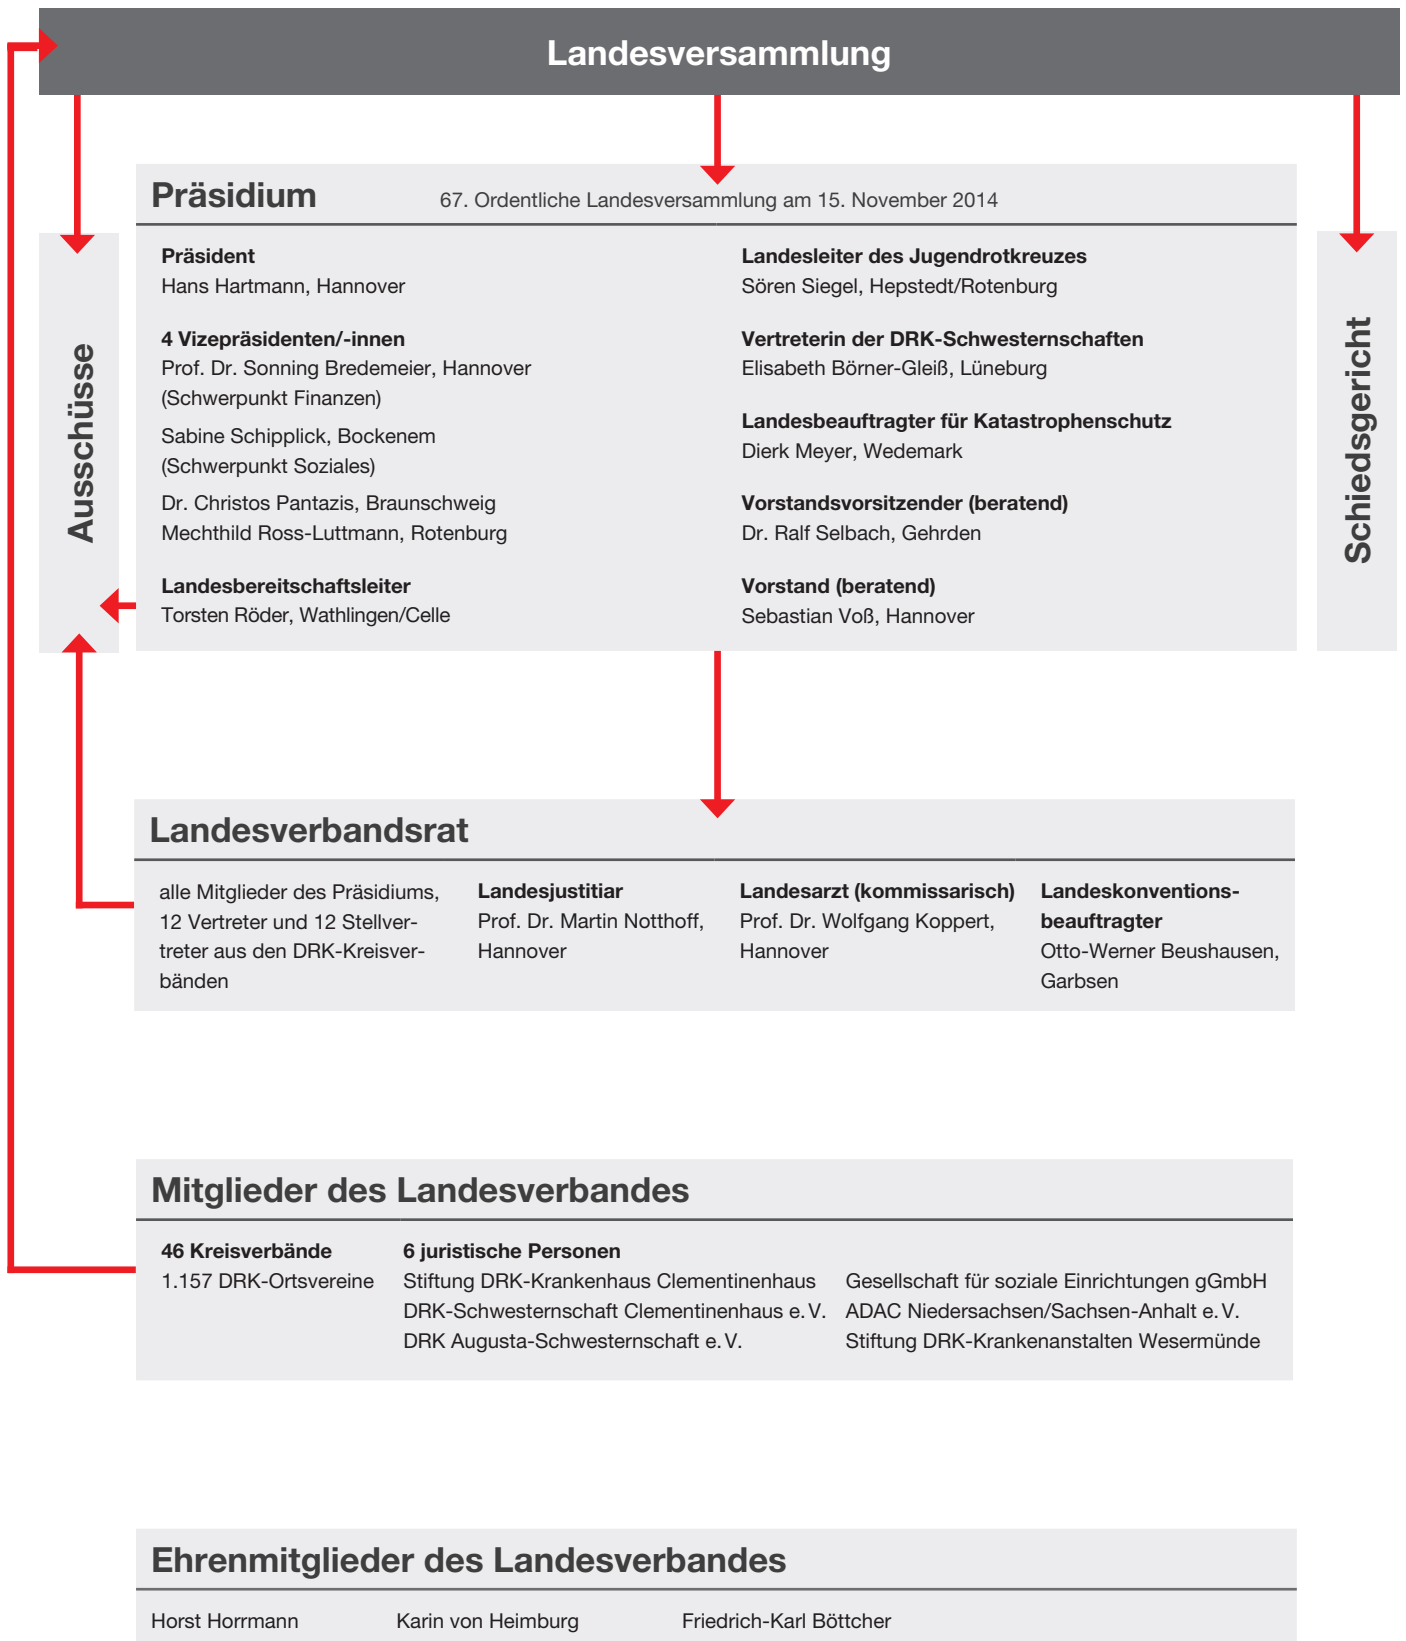 Landesversammlung
Präsidium
67. Ordentliche Landesversammlung am 15. November 2014
Ausschüsse
Präsident
Hans Hartmann, Hannover
4 Vizepräsidenten/-innen
Prof. Dr. Sonning Bredemeier, Hannover
(Schwerpunkt Finanzen)
Sabine Schipplick, Bockenem
(Schwerpunkt Soziales)
Dr. Christos Pantazis, Braunschweig
Mechthild Ross-Luttmann, Rotenburg
Landesbereitschaftsleiter
Torsten Röder, Wathlingen/Celle
Landesleiter des Jugendrotkreuzes
Sören Siegel, Hepstedt/Rotenburg
Vertreterin der DRK-Schwesternschaften
Elisabeth Börner-Gleiß, Lüneburg
Landesbeauftragter für Katastrophenschutz
Dierk Meyer, Wedemark
Vorstandsvorsitzender (beratend)
Dr. Ralf Selbach, Gehrden
Vorstand (beratend)
Sebastian Voß, Hannover
Schiedsgericht
Landesverbandsrat
alle Mitglieder des Präsidiums,
12 Vertreter und 12 Stellver-
treter aus den DRK-Kreisver-
bänden
Landesjustitiar
Prof. Dr. Martin Notthoff,
Hannover
Landesarzt (kommissarisch)
Prof. Dr. Wolfgang Koppert,
Hannover
Landeskonventions-
beauftragter
Otto-Werner Beushausen,
Garbsen
Mitglieder des Landesverbandes
46 Kreisverbände
1.157 DRK-Ortsvereine
6 juristische Personen
Stiftung DRK-Krankenhaus Clementinenhaus
DRK-Schwesternschaft Clementinenhaus e. V.
DRK Augusta-Schwesternschaft e. V.
Gesellschaft für soziale Einrichtungen gGmbH
ADAC Niedersachsen/Sachsen-Anhalt e. V.
Stiftung DRK-Krankenanstalten Wesermünde
Ehrenmitglieder des Landesverbandes
Horst Horrmann
Karin von Heimburg
Friedrich-Karl Böttcher